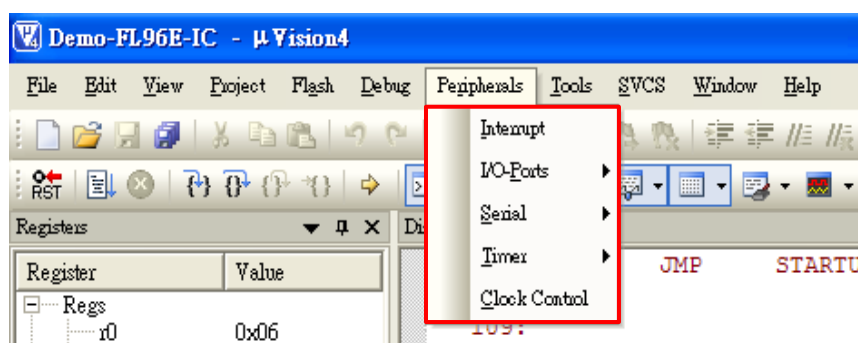 Demo-FL96E-IC - μVision4
File Edit View Project Flash Debug Peripherals Tools SVCS Window Help
Interrupt
I/O-Ports
RST
Serial
Registers
Timer
JMP STARTU
Register Value
Clock Control
Regs
r0 0x06
109: